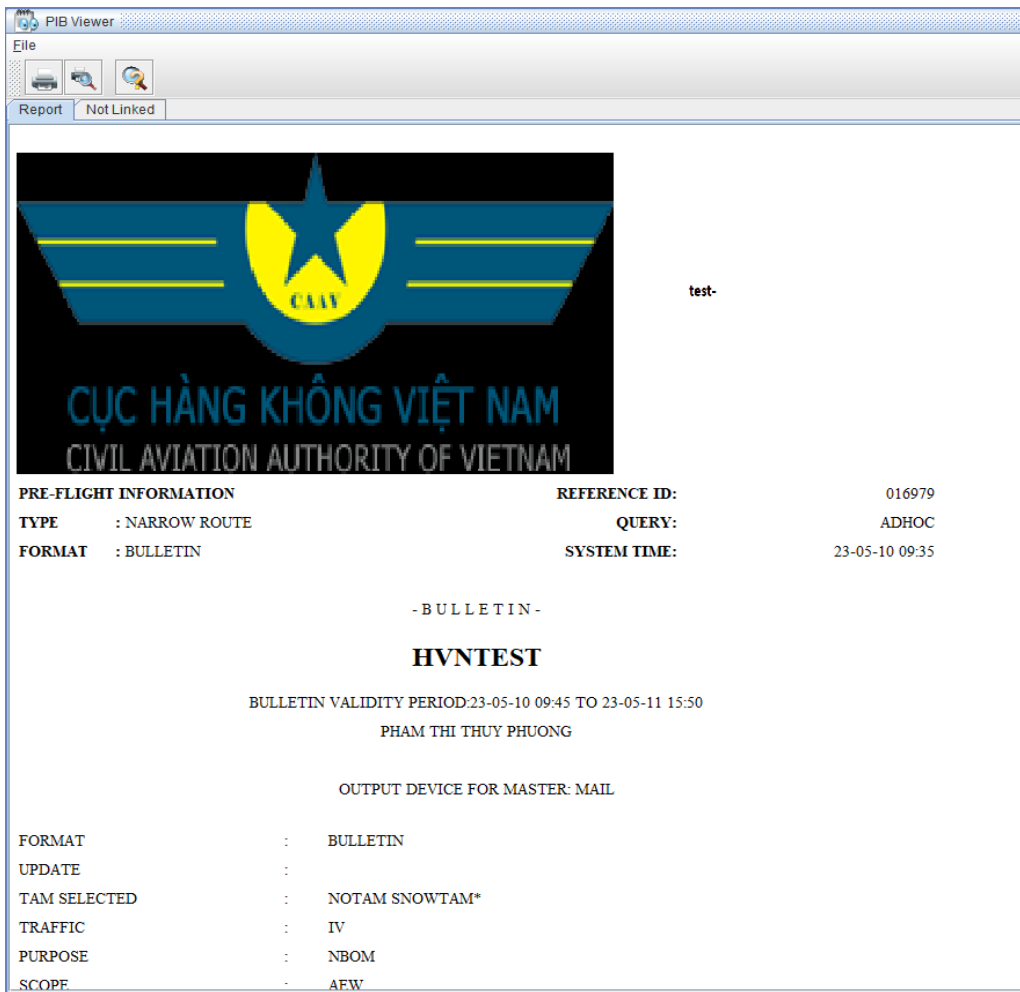 PIB Viewer
File
Report Not Linked
CAAV
test-
CỤC HÀNG KHÔNG VIỆT NAM
CIVIL AVIATION AUTHORITY OF VIETNAM
PRE-FLIGHT INFORMATION REFERENCE ID: 016979
TYPE : NARROW ROUTE QUERY: ADHOC
FORMAT : BULLETIN SYSTEM TIME: 23-05-10 09:35
- B U L L E T I N -
HVNTEST
BULLETIN VALIDITY PERIOD:23-05-10 09:45 TO 23-05-11 15:50
PHAM THI THUY PHUONG
OUTPUT DEVICE FOR MASTER: MAIL
FORMAT : BULLETIN
UPDATE :
TAM SELECTED : NOTAM SNOWTAM*
TRAFFIC : IV
PURPOSE : NBOM
SCOPE : AEW